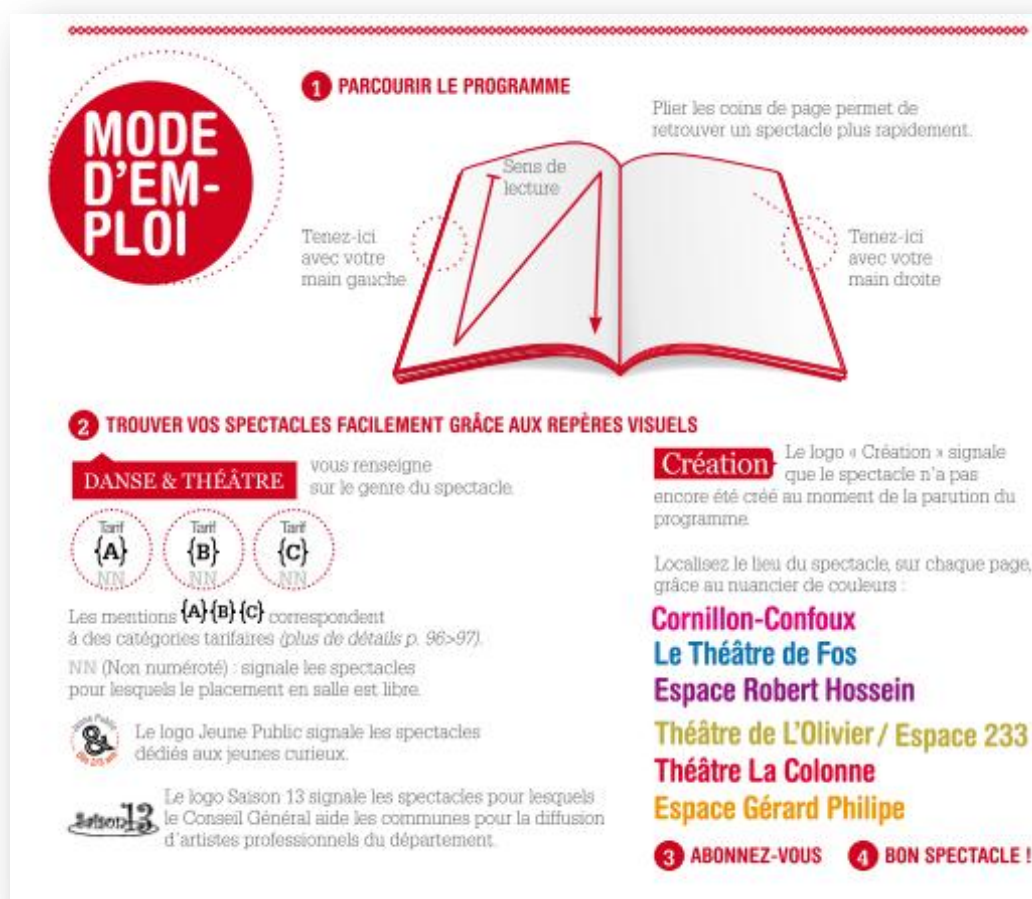 MODE
D'EM-
PLOI
1 PARCOURIR LE PROGRAMME
Plier les coins de page permet de
retrouver un spectacle plus rapidement.
Sens de
lecture
Tenez-ici
avec votre
main gauche
Tenez-ici
avec votre
main droite
2 TROUVER VOS SPECTACLES FACILEMENT GRÂCE AUX REPÈRES VISUELS
DANSE & THÉÂTRE
vous renseigne
sur le genre du spectacle.
Tarif
{A}
NN
Tarif
{B}
NN
Tarif
{C}
NN
Les mentions {A} {B} {C} correspondent
à des catégories tarifaires (plus de détails p. 96>97).
NN (Non numéroté) : signale les spectacles
pour lesquels le placement en salle est libre.
Jeune Public
&
Le logo Jeune Public signale les spectacles
dédiés aux jeunes curieux.
Saison 13
Le logo Saison 13 signale les spectacles pour lesquels
le Conseil Général aide les communes pour la diffusion
d'artistes professionnels du département.
Création
Le logo « Création » signale
que le spectacle n'a pas
encore été créé au moment de la parution du
programme.
Localisez le lieu du spectacle, sur chaque page,
grâce au nuancier de couleurs :
Cornillon-Confoux
Le Théâtre de Fos
Espace Robert Hossein
Théâtre de L'Olivier / Espace 233
Théâtre La Colonne
Espace Gérard Philipe
3 ABONNEZ-VOUS
4 BON SPECTACLE !